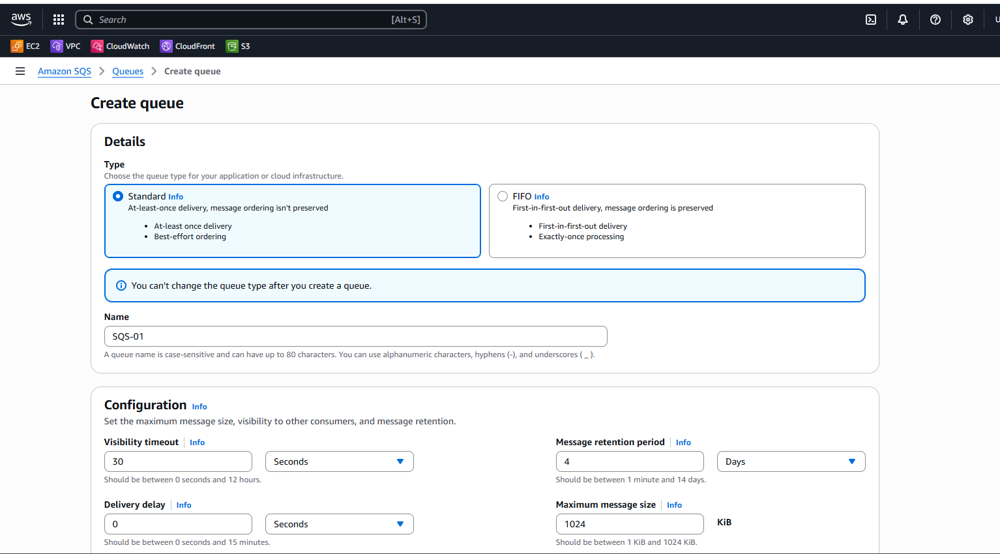 aws
Search [Alt+S]
EC2 VPC CloudWatch CloudFront S3
Amazon SQS Queues Create queue
Create queue
Details
Type
Choose the queue type for your application or cloud infrastructure.
Standard Info
At-least-once delivery, message ordering isn't preserved
• At-least once delivery
• Best-effort ordering
FIFO Info
First-in-first-out delivery, message ordering is preserved
• First-in-first-out delivery
• Exactly-once processing
You can't change the queue type after you create a queue.
Name
SQS-01
A queue name is case-sensitive and can have up to 80 characters. You can use alphanumeric characters, hyphens (-), and underscores ( _ ).
Configuration Info
Set the maximum message size, visibility to other consumers, and message retention.
Visibility timeout Info
30 Seconds
Should be between 0 seconds and 12 hours.
Message retention period Info
4 Days
Should be between 1 minute and 14 days.
Delivery delay Info
0 Seconds
Should be between 0 seconds and 15 minutes.
Maximum message size Info
1024 KiB
Should be between 1 KiB and 1024 KiB.